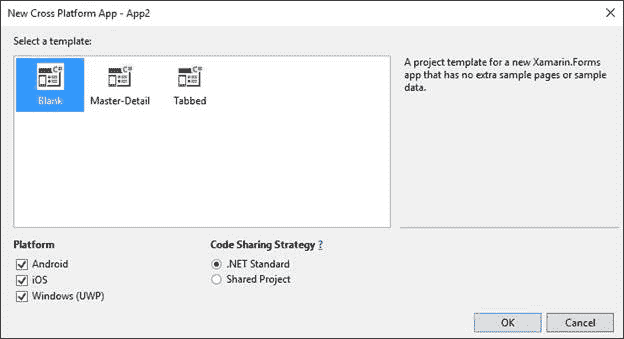 New Cross Platform App - App2
Select a template:
Blank
Master-Detail
Tabbed
A project template for a new Xamarin.Forms
app that has no extra sample pages or sample
data.
Platform
Android
iOS
Windows (UWP)
Code Sharing Strategy ?
.NET Standard
Shared Project
OK
Cancel